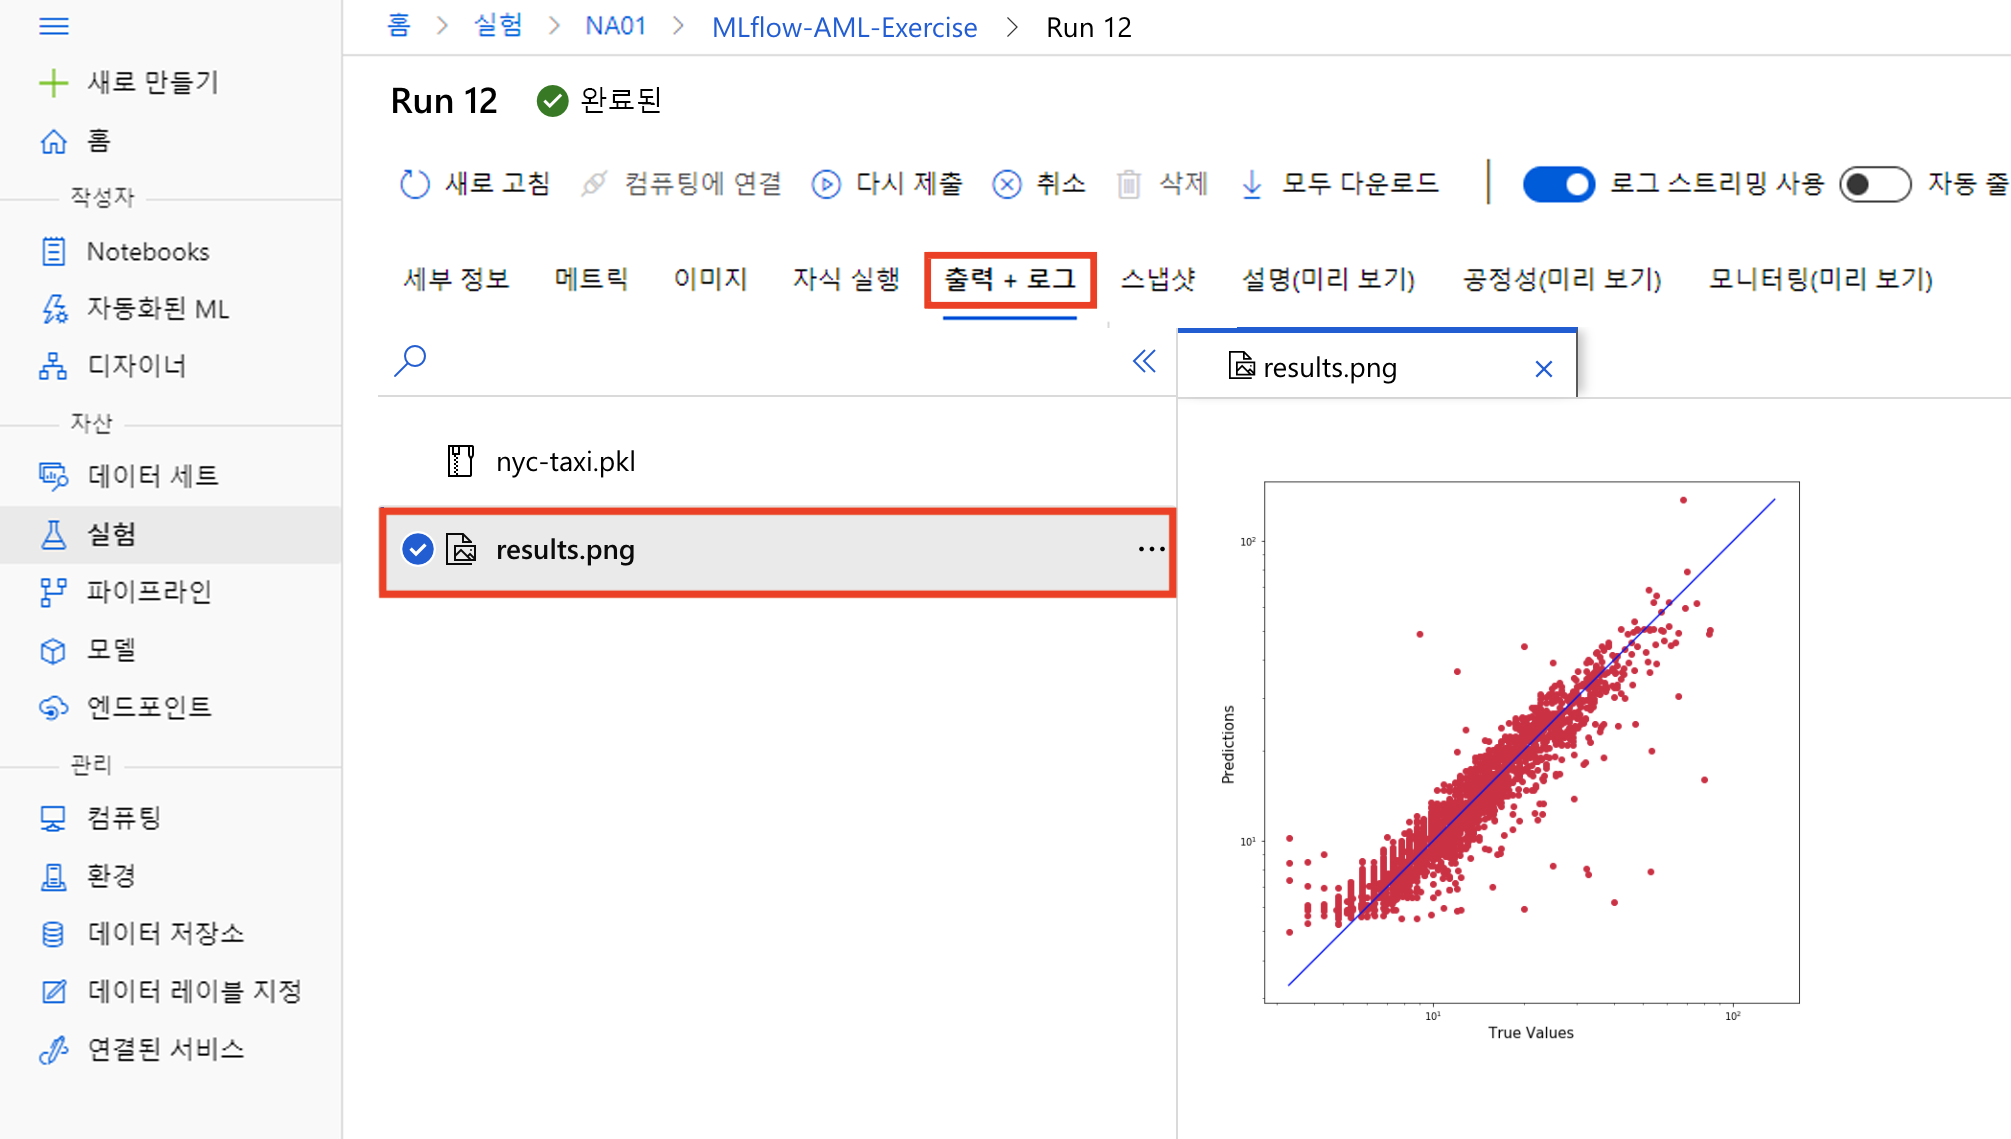 홈 > 실험 > NA01 > MLflow-AML-Exercise > Run 12
새로 만들기
홈
작성자
Notebooks
자동화된 ML
디자이너
자산
데이터 세트
실험
파이프라인
모델
엔드포인트
관리
컴퓨팅
환경
데이터 저장소
데이터 레이블 지정
연결된 서비스
Run 12 완료된
새로 고침 컴퓨팅에 연결 다시 제출 취소 삭제 모두 다운로드 로그 스트리밍 사용 자동 줄
세부 정보 메트릭 이미지 자식 실행 출력 + 로그 스냅샷 설명(미리 보기) 공정성(미리 보기) 모니터링(미리 보기)
nyc-taxi.pkl
results.png ...
results.png
10²
10¹
Predictions
10¹ 10²
True Values